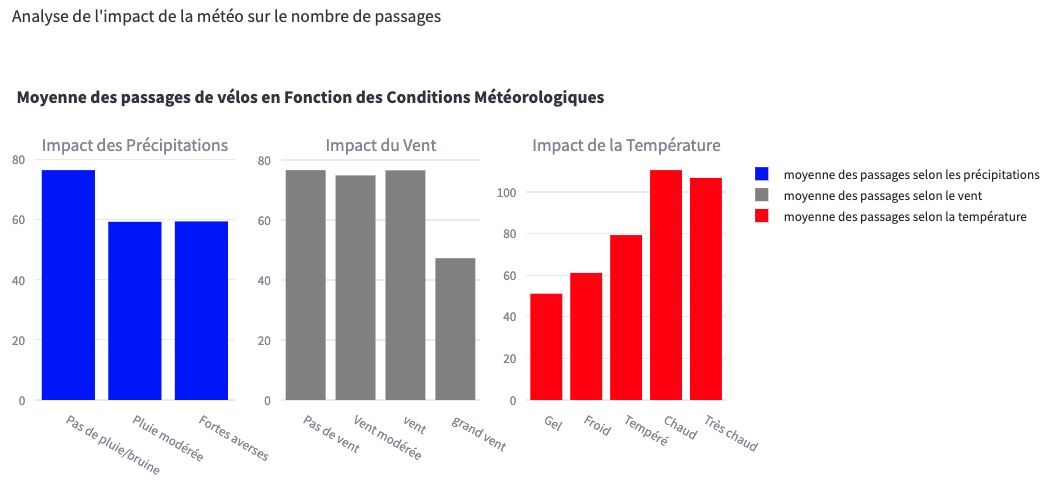 Analyse de l'impact de la météo sur le nombre de passages
Moyenne des passages de vélos en Fonction des Conditions Météorologiques
Impact des Précipitations
80
60
40
20
0
Pas de pluie/bruine
Pluie modérée
Fortes averses
Impact du Vent
80
60
40
20
0
Pas de vent
Vent modérée
vent
grand vent
Impact de la Température
100
80
60
40
20
0
Gel
Froid
Tempéré
Chaud
Très chaud
moyenne des passages selon les précipitations
moyenne des passages selon le vent
moyenne des passages selon la température